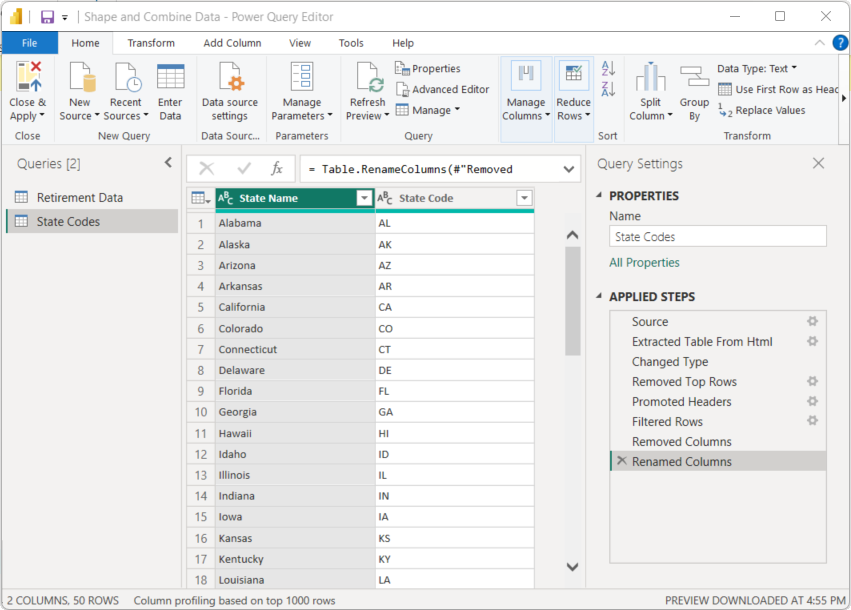 Shape and Combine Data - Power Query Editor
File Home Transform Add Column View Tools Help
Close & Apply
New Source
Recent Sources
Enter Data
Data source settings
Manage Parameters
Refresh Preview
Properties
Advanced Editor
Manage
Manage Columns
Reduce Rows
Split Column
Group By
Data Type: Text
Use First Row as Head
Replace Values
Close New Query Data Sourc... Parameters Query Sort Transform
Queries [2]
Retirement Data
State Codes
fx = Table.RenameColumns(#"Removed
ABC State Name ABC State Code
1 Alabama AL
2 Alaska AK
3 Arizona AZ
4 Arkansas AR
5 California CA
6 Colorado CO
7 Connecticut CT
8 Delaware DE
9 Florida FL
10 Georgia GA
11 Hawaii HI
12 Idaho ID
13 Illinois IL
14 Indiana IN
15 Iowa IA
16 Kansas KS
17 Kentucky KY
18 Louisiana LA
Query Settings
PROPERTIES
Name
State Codes
All Properties
APPLIED STEPS
Source
Extracted Table From Html
Changed Type
Removed Top Rows
Promoted Headers
Filtered Rows
Removed Columns
Renamed Columns
2 COLUMNS, 50 ROWS Column profiling based on top 1000 rows PREVIEW DOWNLOADED AT 4:55 PM